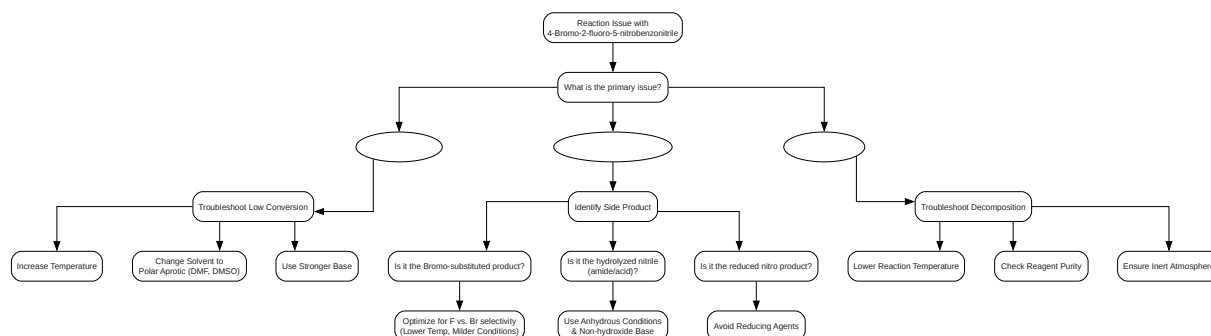 Reaction Issue with
4-Bromo-2-fluoro-5-nitrobenzonitrile
What is the primary issue?
Troubleshoot Low Conversion
Identify Side Product
Troubleshoot Decomposition
Increase Temperature
Change Solvent to
Polar Aprotic (DMF, DMSO)
Use Stronger Base
Is it the Bromo-substituted product?
Is it the hydrolyzed nitrile
(amide/acid)?
Is it the reduced nitro product?
Lower Reaction Temperature
Check Reagent Purity
Ensure Inert Atmosphere
Optimize for F vs. Br selectivity
(Lower Temp, Milder Conditions)
Use Anhydrous Conditions
& Non-hydroxide Base
Avoid Reducing Agents